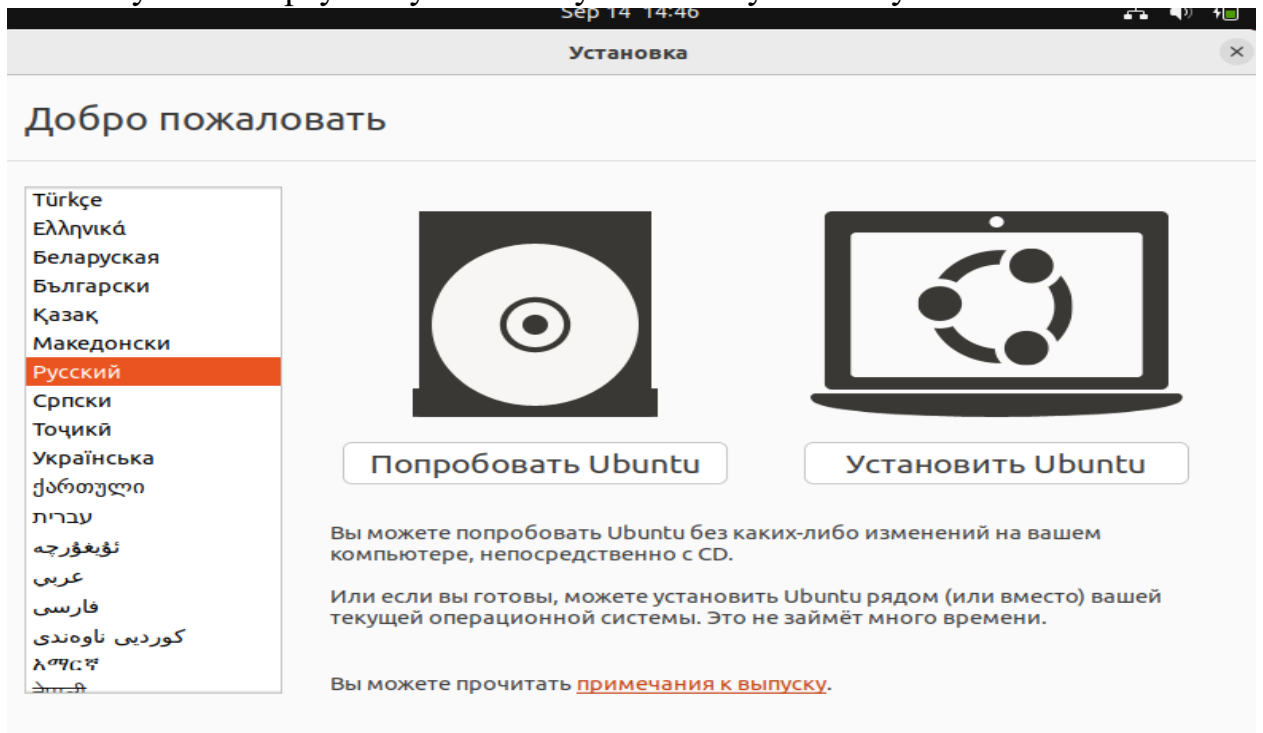 Sep 14 14:46
Установка
Добро пожаловать
Türkçe
Ελληνικά
Беларуская
Български
Қазақ
Македонски
Русский
Српски
Тоҷикӣ
Українська
ქართული
עברית
ئۇيغۇرچە
عربي
فارسی
كوردیی ناوەندی
አማርኛ
Попробовать Ubuntu
Установить Ubuntu
Вы можете попробовать Ubuntu без каких-либо изменений на вашем
компьютере, непосредственно с CD.
Или если вы готовы, можете установить Ubuntu рядом (или вместо) вашей
текущей операционной системы. Это не займёт много времени.
Вы можете прочитать примечания к выпуску.